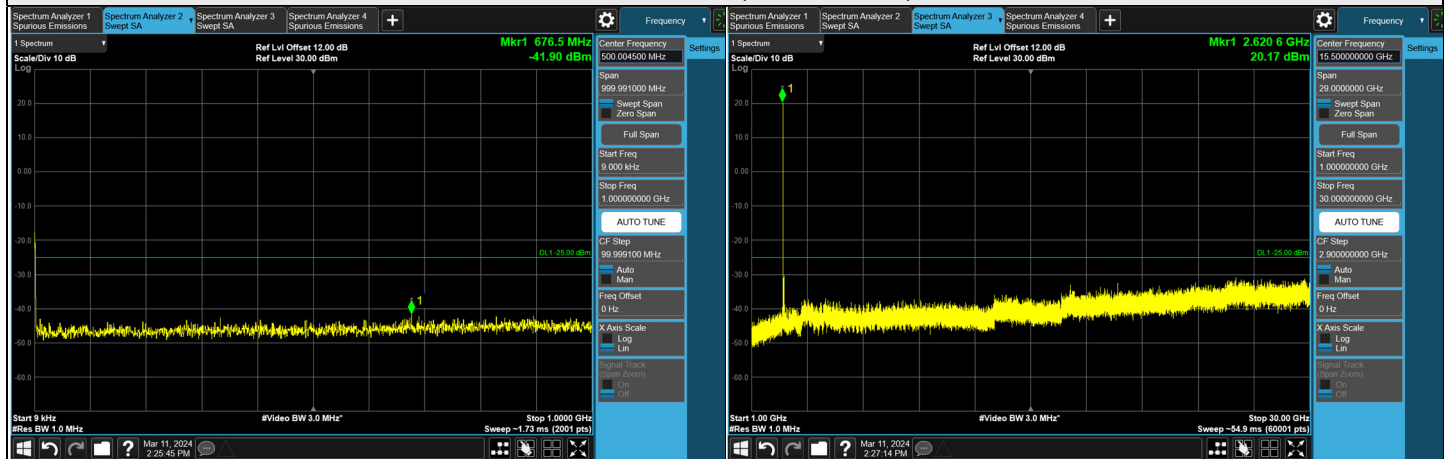 Spectrum Analyzer 1
Spurious Emissions
Spectrum Analyzer 2
Swept SA
Spectrum Analyzer 3
Swept SA
Spectrum Analyzer 4
Spurious Emissions
Frequency
1 Spectrum
Scale/Div 10 dB
Log
Ref Lvl Offset 12.00 dB
Ref Level 30.00 dBm
Mkr1 676.5 MHz
-41.90 dBm
20.0
10.0
0.00
-10.0
-20.0
-30.0
-40.0
-50.0
-60.0
DL1 -25.00 dBm
1
Start 9 kHz
#Res BW 1.0 MHz
#Video BW 3.0 MHz*
Stop 1.0000 GHz
Sweep ~1.73 ms (2001 pts)
Center Frequency
500.004500 MHz
Settings
Span
999.991000 MHz
Swept Span
Zero Span
Full Span
Start Freq
9.000 kHz
Stop Freq
1.000000000 GHz
AUTO TUNE
CF Step
99.999100 MHz
Auto
Man
Freq Offset
0 Hz
X Axis Scale
Log
Lin
Signal Track
(Span Zoom)
On
Off
?
Mar 11, 2024
2:25:45 PM
Spectrum Analyzer 1
Spurious Emissions
Spectrum Analyzer 2
Swept SA
Spectrum Analyzer 3
Swept SA
Spectrum Analyzer 4
Spurious Emissions
Frequency
1 Spectrum
Scale/Div 10 dB
Log
Ref Lvl Offset 12.00 dB
Ref Level 30.00 dBm
Mkr1 2.620 6 GHz
20.17 dBm
20.0
10.0
0.00
-10.0
-20.0
-30.0
-40.0
-50.0
-60.0
DL1 -25.00 dBm
1
Start 1.00 GHz
#Res BW 1.0 MHz
#Video BW 3.0 MHz*
Stop 30.00 GHz
Sweep ~54.9 ms (60001 pts)
Center Frequency
15.500000000 GHz
Settings
Span
29.0000000 GHz
Swept Span
Zero Span
Full Span
Start Freq
1.000000000 GHz
Stop Freq
30.000000000 GHz
AUTO TUNE
CF Step
2.900000000 GHz
Auto
Man
Freq Offset
0 Hz
X Axis Scale
Log
Lin
Signal Track
(Span Zoom)
On
Off
?
Mar 11, 2024
2:27:14 PM